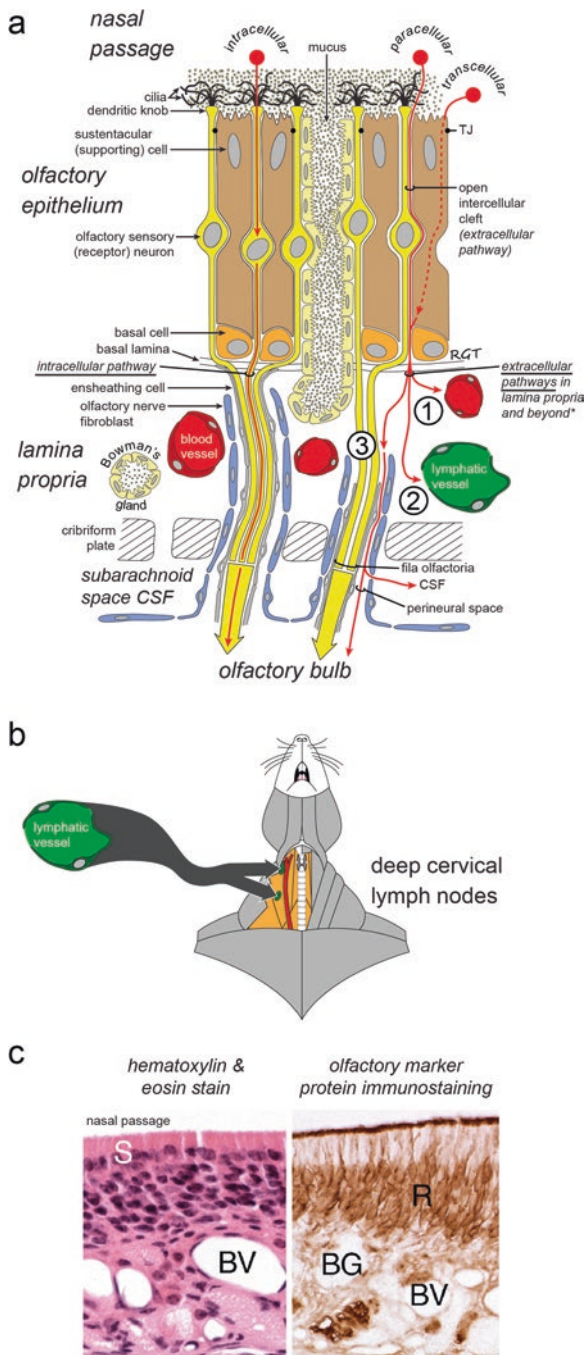 a
nasal
passage
intracellular
mucus
paracellular
transcellular
cilia
dendritic knob
sustentacular
(supporting) cell
TJ
olfactory
epithelium
open
intercellular
cleft
(extracellular
pathway)
olfactory sensory
(receptor) neuron
basal cell
basal lamina
RGT
intracellular pathway
extracellular
pathways in
lamina propria
and beyond*
ensheathing cell
olfactory nerve
fibroblast
1
2
3
lamina
propria
blood
vessel
lymphatic
vessel
Bowman's
gland
cribriform
plate
fila olfactoria
CSF
subarachnoid
space CSF
perineural space
olfactory bulb
b
lymphatic
vessel
deep cervical
lymph nodes
c
hematoxylin &
eosin stain
olfactory marker
protein immunostaining
nasal passage
S
BV
R
BG
BV